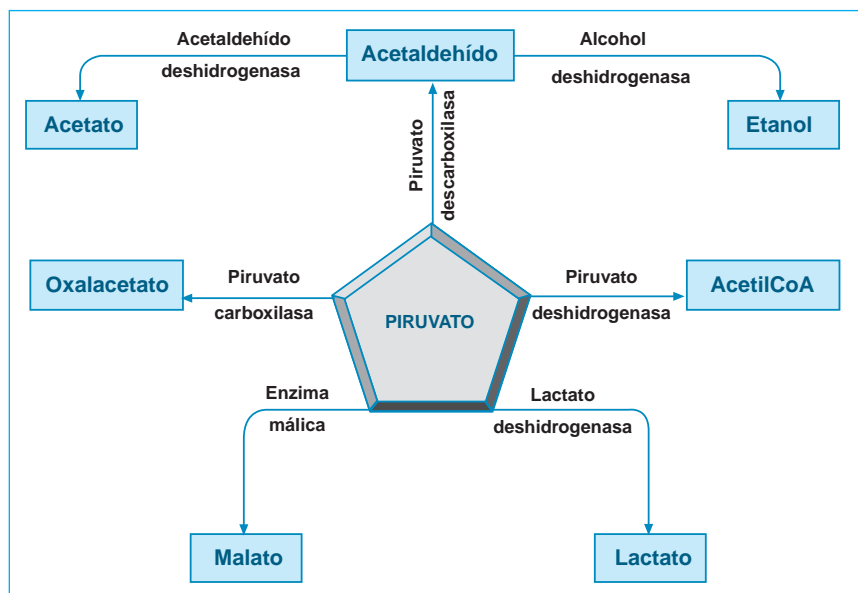 Acetaldehído
deshidrogenasa
Acetaldehído
Alcohol
deshidrogenasa
Acetato
Etanol
Piruvato
descarboxilasa
Oxalacetato
Piruvato
carboxilasa
PIRUVATO
Piruvato
deshidrogenasa
AcetilCoA
Enzima
málica
Lactato
deshidrogenasa
Malato
Lactato